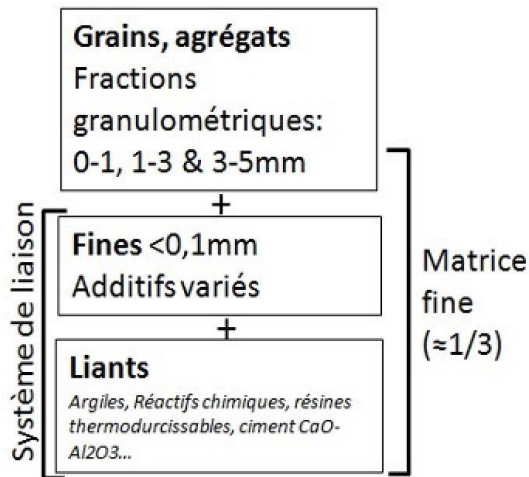 Grains, agrégats
Fractions
granulométriques:
0-1, 1-3 & 3-5mm
+
Système de liaison
Fines <0,1mm
Additifs variés
+
Liants
Argiles, Réactifs chimiques, résines
thermodurcissables, ciment CaO-
Al2O3...
Matrice
fine
(≈1/3)